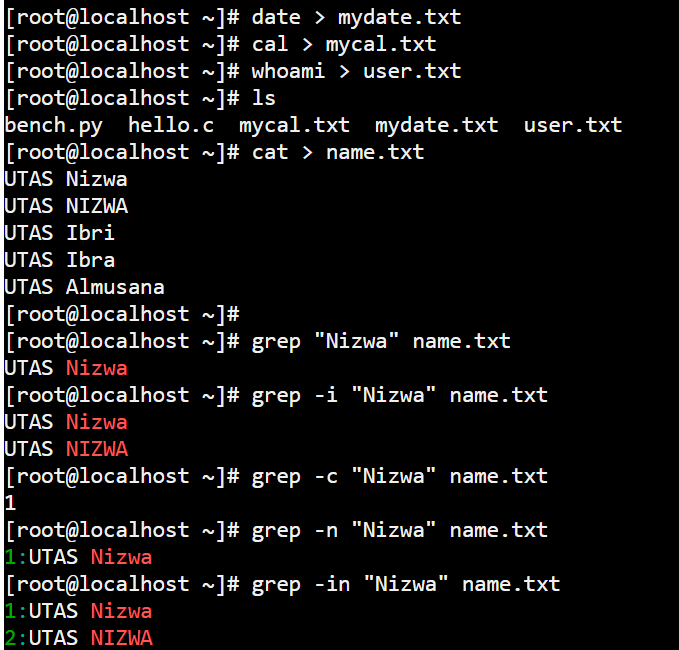 [root@localhost ~]# date > mydate.txt
[root@localhost ~]# cal > mycal.txt
[root@localhost ~]# whoami > user.txt
[root@localhost ~]# ls
bench.py  hello.c  mycal.txt  mydate.txt  user.txt
[root@localhost ~]# cat > name.txt
UTAS Nizwa
UTAS NIZWA
UTAS Ibri
UTAS Ibra
UTAS Almusana
[root@localhost ~]#
[root@localhost ~]# grep "Nizwa" name.txt
UTAS Nizwa
[root@localhost ~]# grep -i "Nizwa" name.txt
UTAS Nizwa
UTAS NIZWA
[root@localhost ~]# grep -c "Nizwa" name.txt
1
[root@localhost ~]# grep -n "Nizwa" name.txt
1:UTAS Nizwa
[root@localhost ~]# grep -in "Nizwa" name.txt
1:UTAS Nizwa
2:UTAS NIZWA